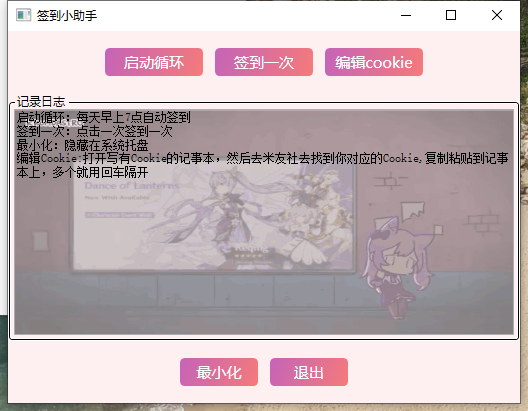 签到小助手
启动循环 签到一次 编辑cookie
记录日志
启动循环：每天早上7点自动签到
签到一次：点击一次签到一次
最小化：隐藏在系统托盘
编辑Cookie:打开写有Cookie的记事本，然后去米友社去找到你对应的Cookie,复制粘贴到记事
本上，多个就用回车隔开
Dance of Lanterns
最小化 退出